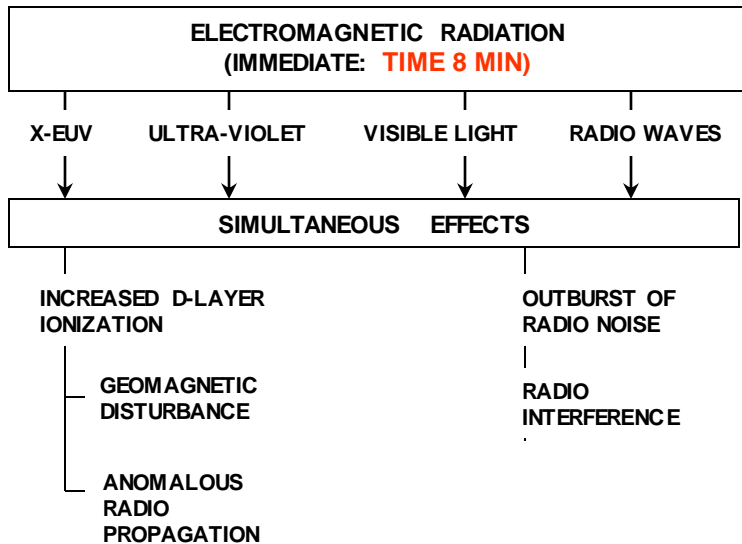 ELECTROMAGNETIC RADIATION
(IMMEDIATE: TIME 8 MIN)
X-EUV ULTRA-VIOLET VISIBLE LIGHT RADIO WAVES
SIMULTANEOUS EFFECTS
INCREASED D-LAYER
IONIZATION
OUTBURST OF
RADIO NOISE
GEOMAGNETIC
DISTURBANCE
RADIO
INTERFERENCE
ANOMALOUS
RADIO
PROPAGATION